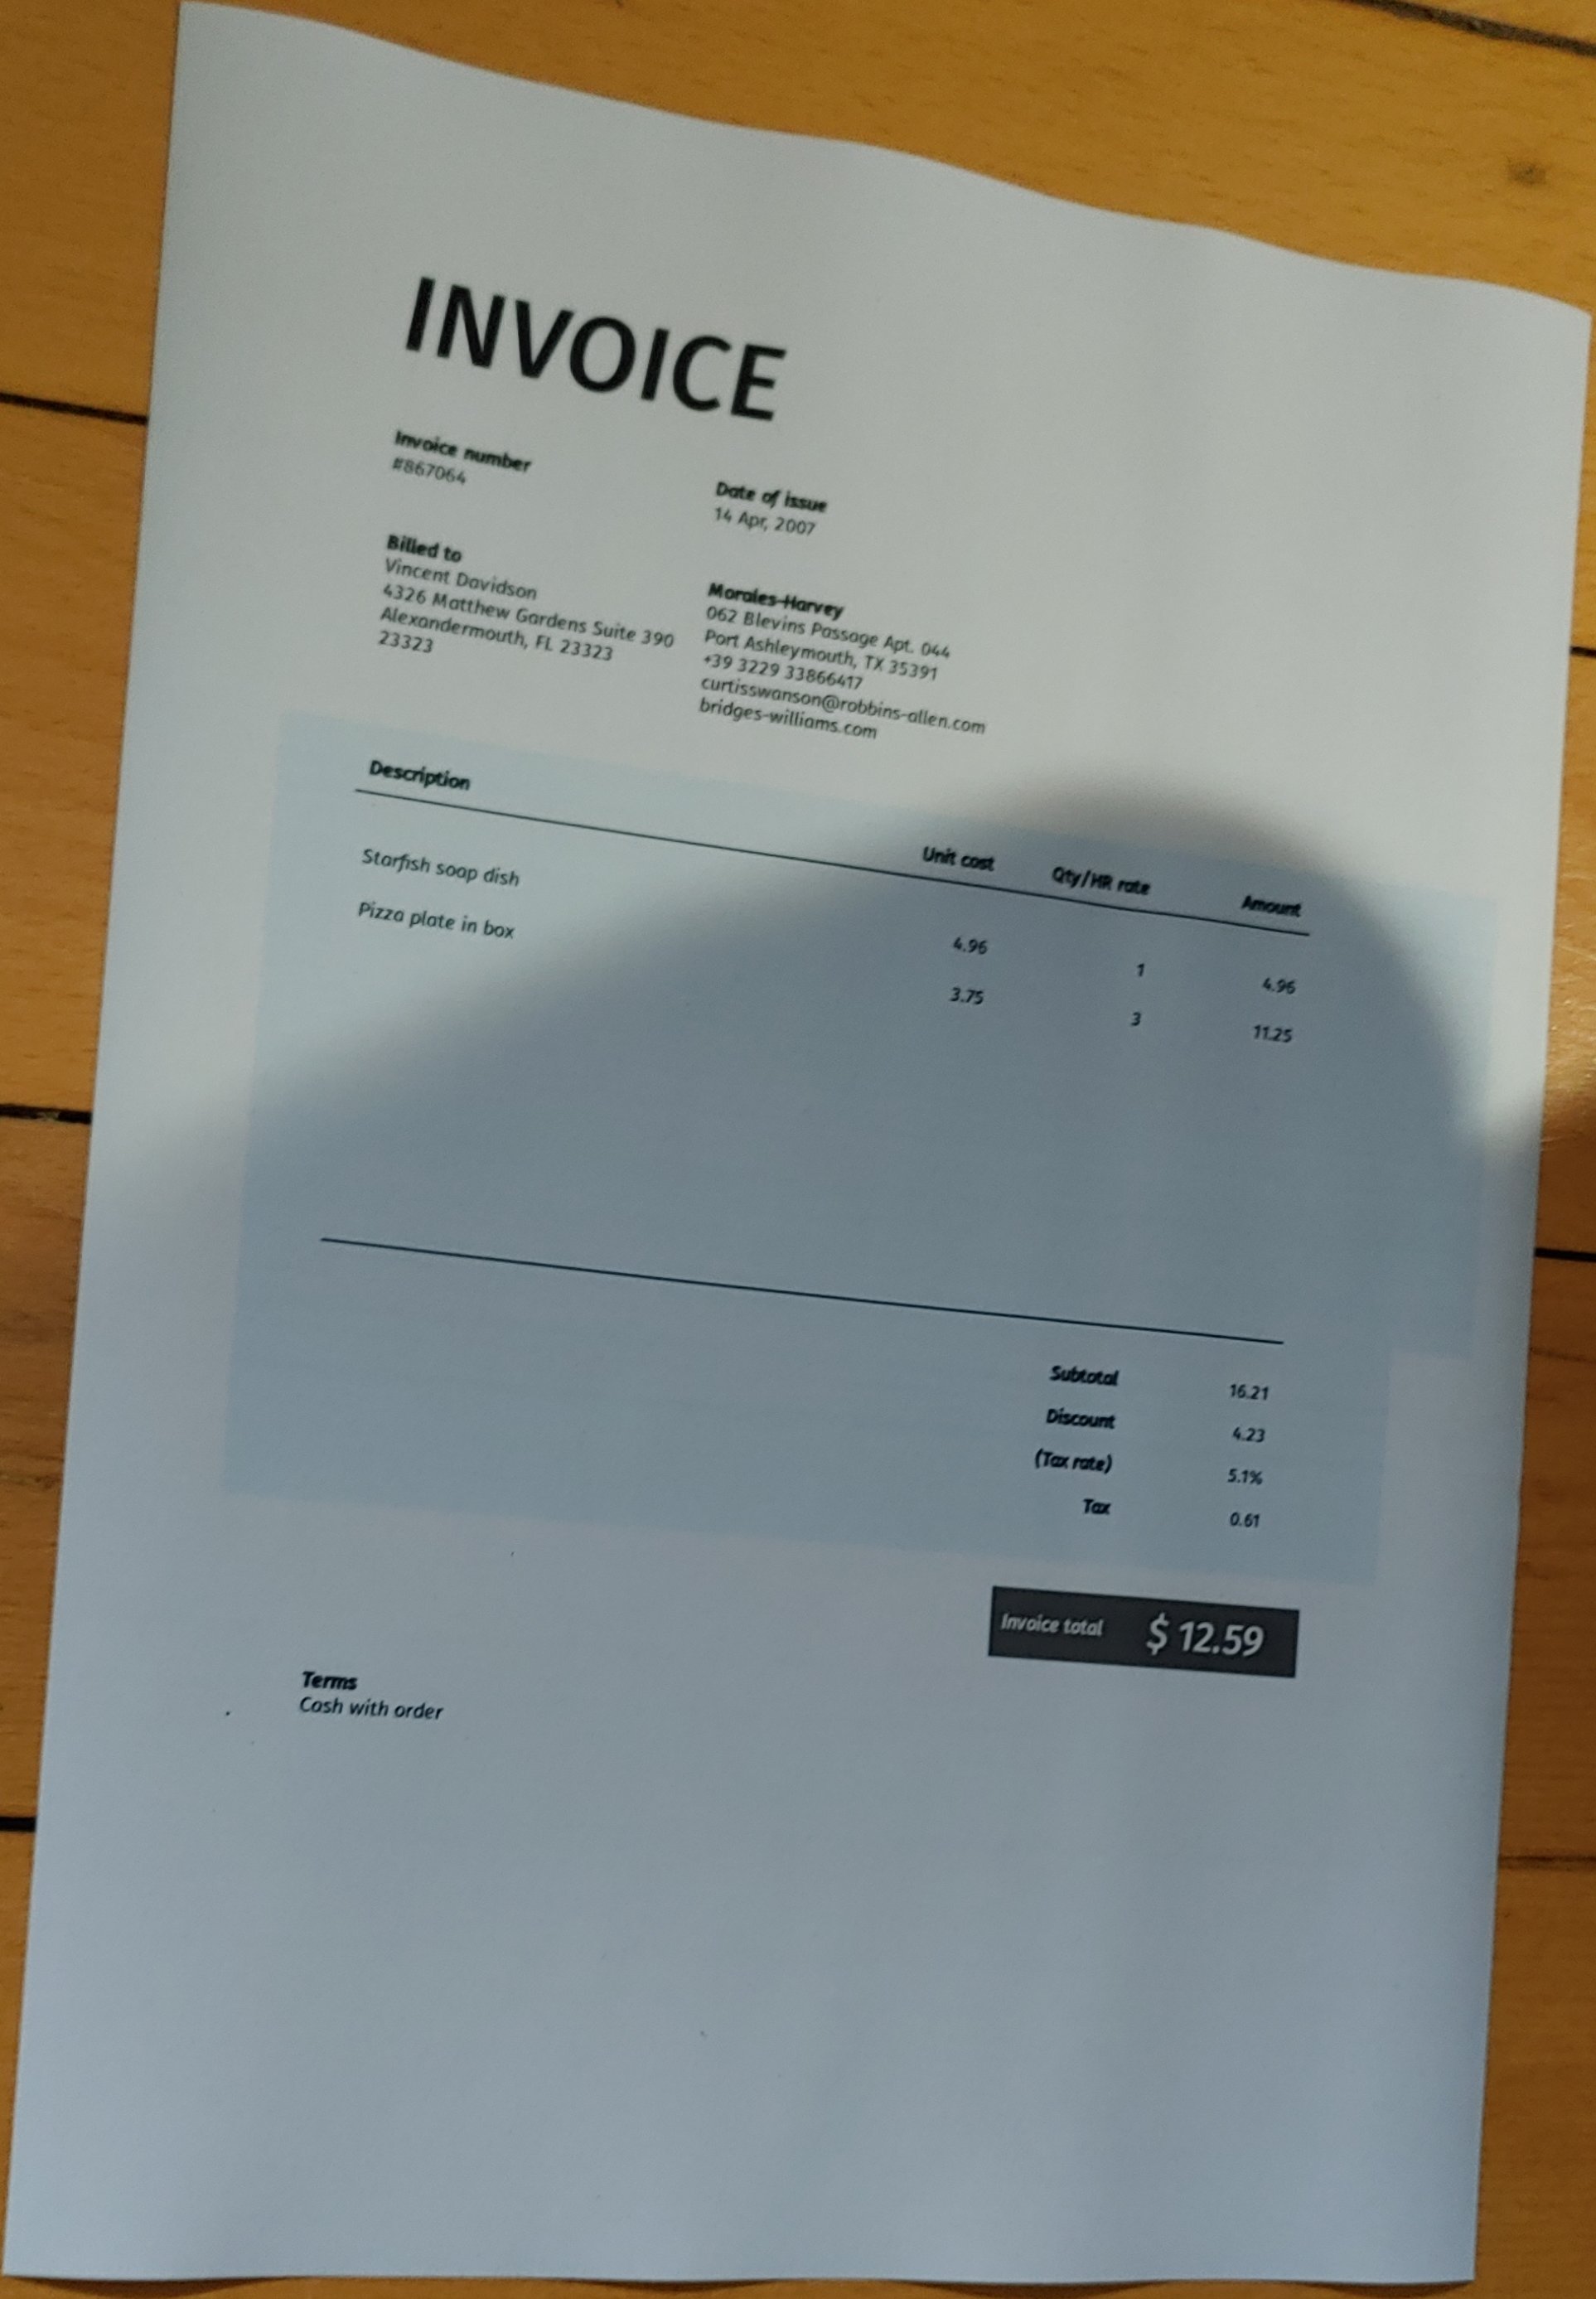 INVOICE
Invoice number
#867064
Date of issue
14 Apr, 2007
Billed to
Vincent Davidson
4326 Matthew Gardens Suite 390
Alexandermouth, FL 23323
23323
Morales-Harvey
062 Blevins Passage Apt. 044
Port Ashleymouth, TX 35391
+39 3229 33866417
curtisswanson@robbins-allen.com
bridges-williams.com
Description Unit cost Qty/HR rate Amount
Starfish soap dish 4.96 1 4.96
Pizza plate in box 3.75 3 11.25
Subtotal 16.21
Discount 4.23
(Tax rate) 5.1%
Tax 0.61
Invoice total $ 12.59
Terms
Cash with order